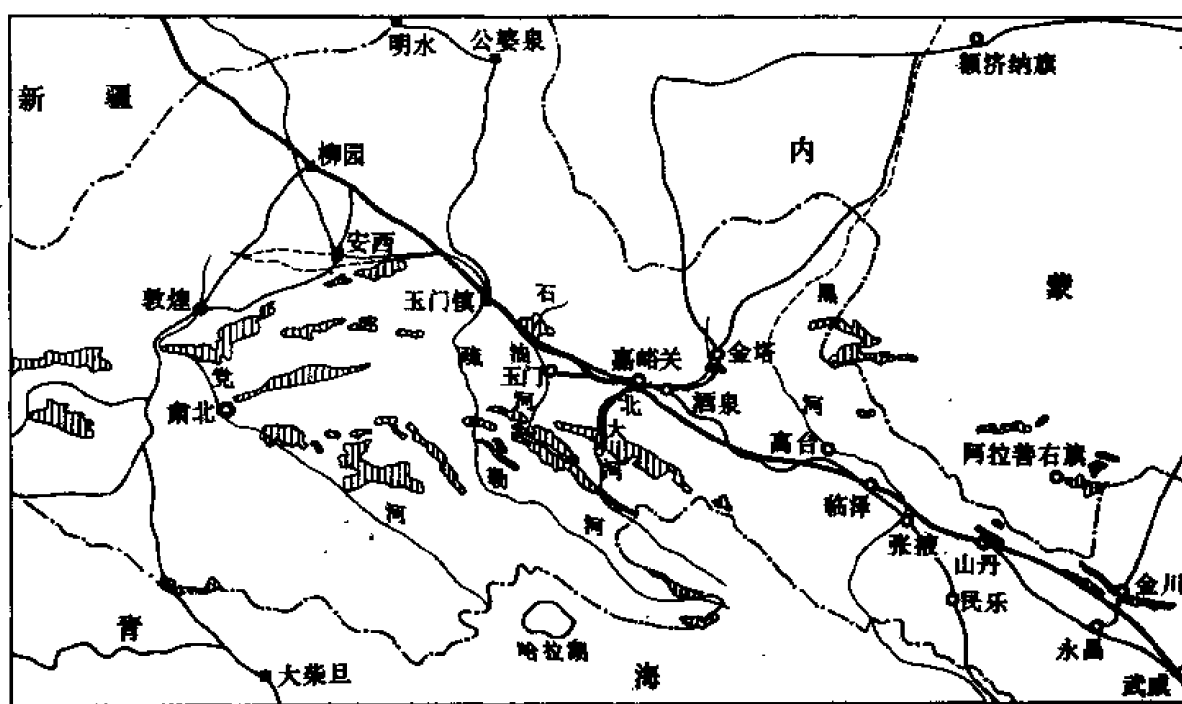 明水
公婆泉
额济纳旗
新疆
内
蒙
柳园
安西
敦煌
玉门镇
石
油
河
黑
河
疏
勒
河
玉门
嘉峪关
金塔
酒泉
北
大
河
党
河
肃北
高台
阿拉善右旗
临泽
张掖
山丹
金川
民乐
永昌
武威
青
海
哈拉湖
大柴旦